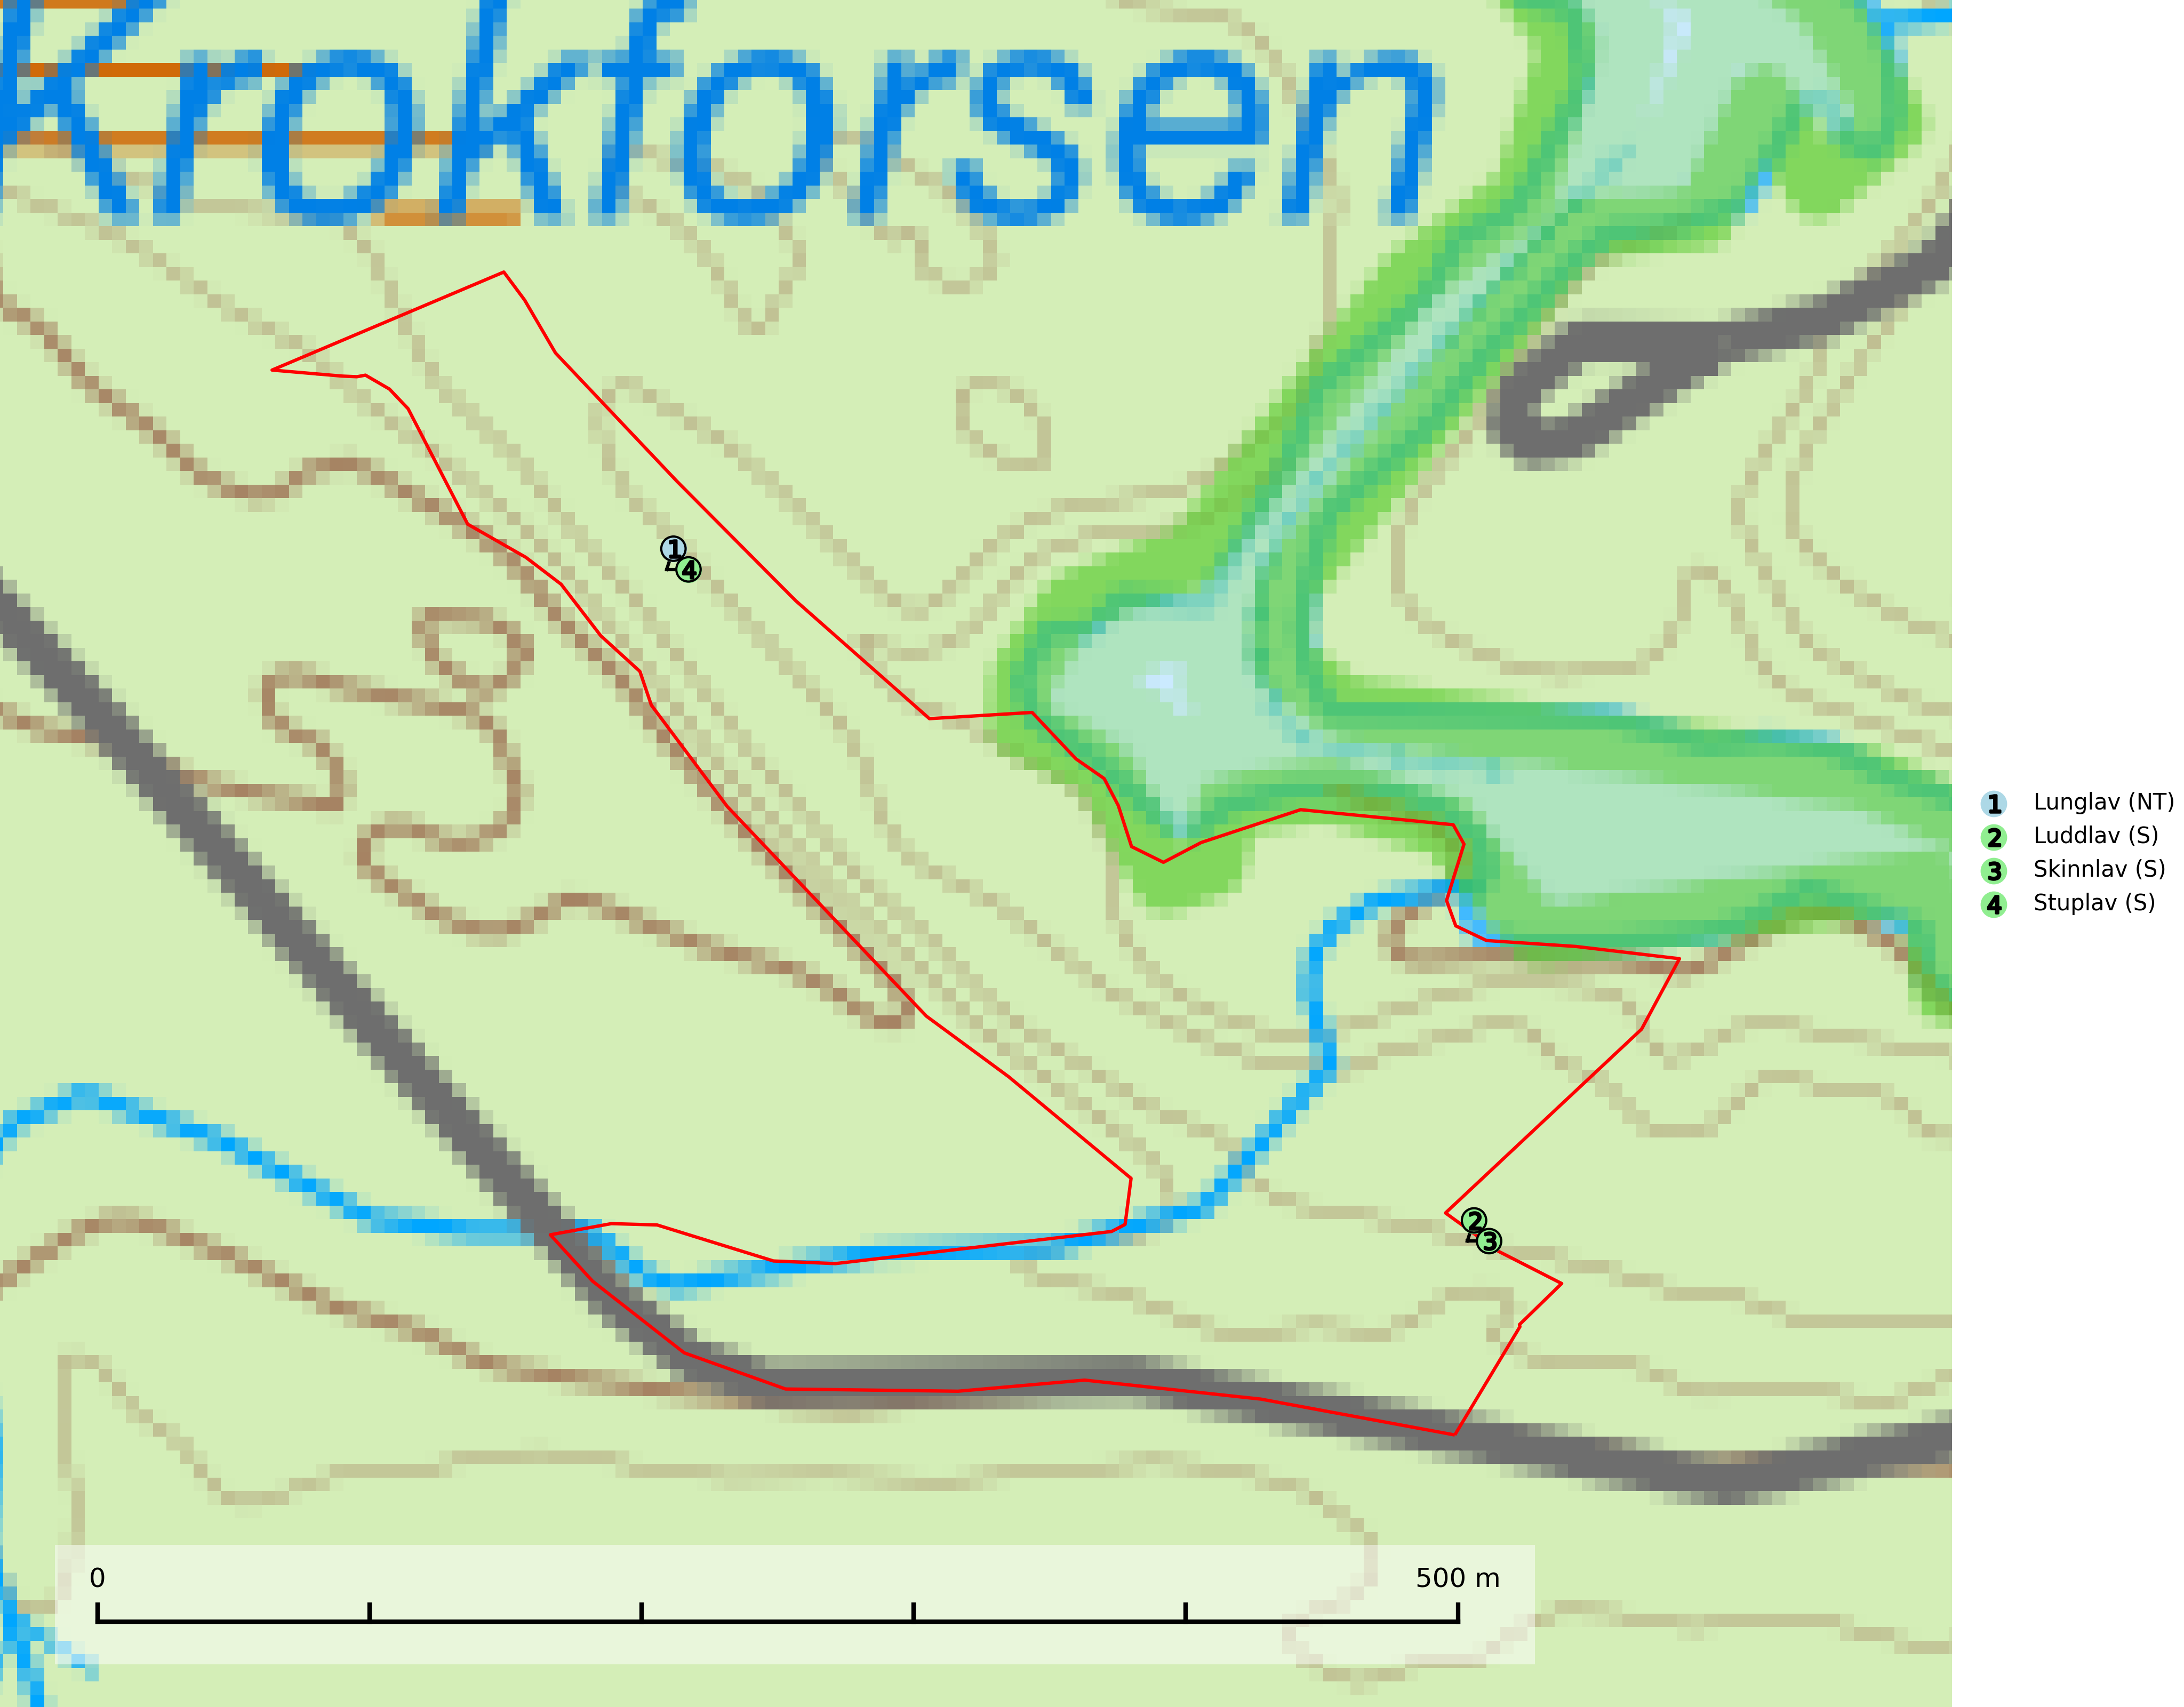 Krokforsen
1
4
2
3
1 Lunglav (NT)
2 Luddlav (S)
3 Skinnlav (S)
4 Stuplav (S)
0 500 m